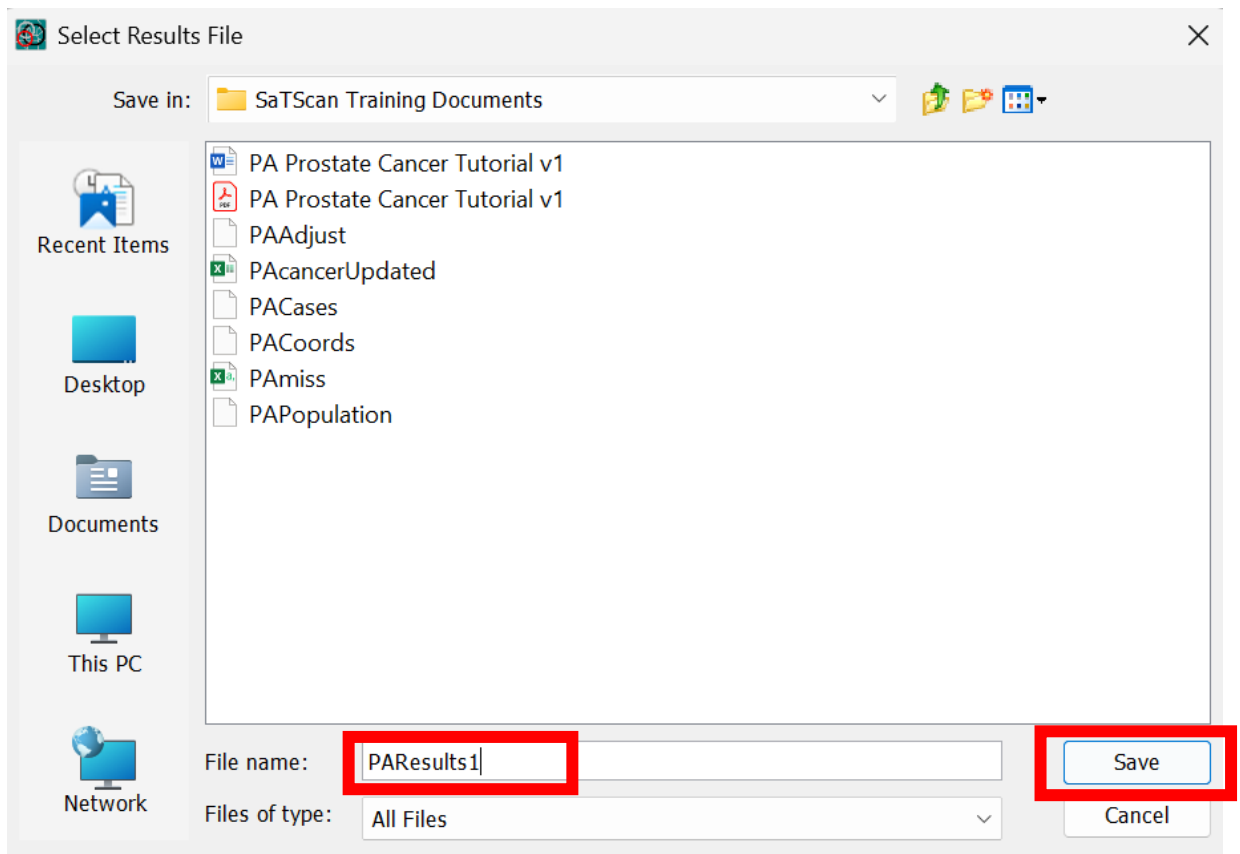 Select Results File
Save in: SaTScan Training Documents
PA Prostate Cancer Tutorial v1
PA Prostate Cancer Tutorial v1
PAAdjust
PAcancerUpdated
PACases
PACoords
PAmiss
PAPopulation
Recent Items
Desktop
Documents
This PC
Network
File name: PAResults1 Save
Files of type: All Files Cancel